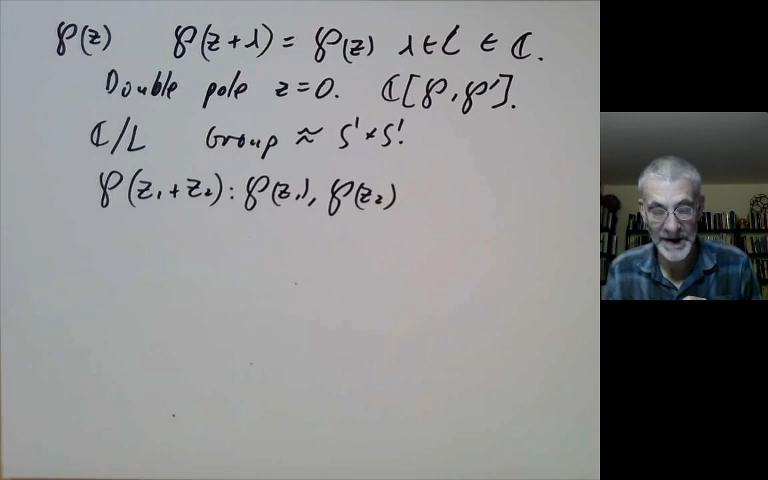 ℘(z) ℘(z+λ) = ℘(z) λ∈L ∈ ℂ.
Double pole z=0. ℂ[℘,℘'].
ℂ/L Group ≈ S¹×S¹.
℘(z₁+z₂): ℘(z₁), ℘(z₂)